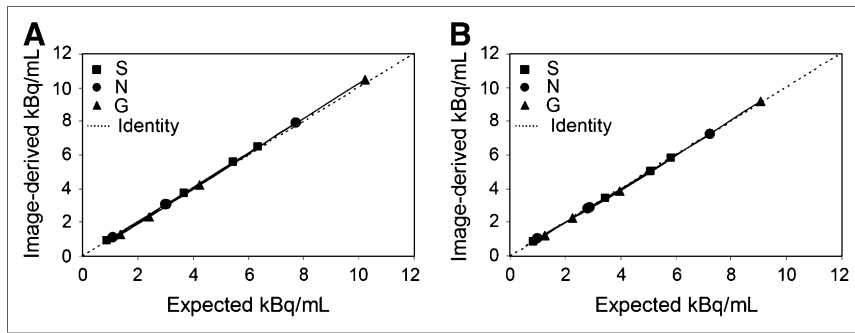 A
Image-derived kBq/mL
12
10
8
6
4
2
0
S
N
G
Identity
0 2 4 6 8 10 12
Expected kBq/mL
B
Image-derived kBq/mL
12
10
8
6
4
2
0
S
N
G
Identity
0 2 4 6 8 10 12
Expected kBq/mL